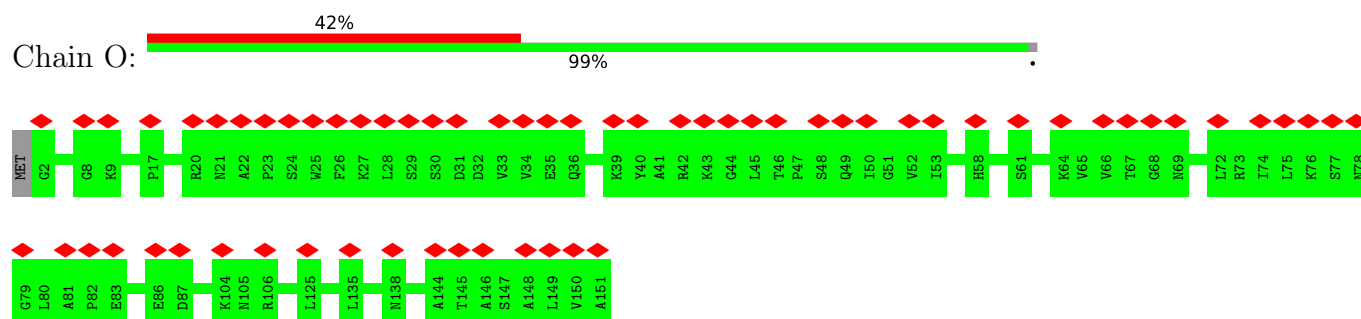 42%
Chain O:
99% .
MET G2 G8 K9 P17 R20 N21 A22 P23 S24 W25 F26 K27 L28 S29 S30 D31 D32 V33 V34 E35 Q36 K39 Y40 A41 R42 K43 G44 L45 T46 P47 S48 Q49 I50 G51 V52 I53 H58 S61 K64 V65 V66 T67 G68 N69 L72 R73 I74 L75 K76 S77 N78
G79 L80 A81 P82 E83 E86 D87 K104 N105 R106 L125 L135 N138 A144 T145 A146 S147 A148 L149 V150 A151